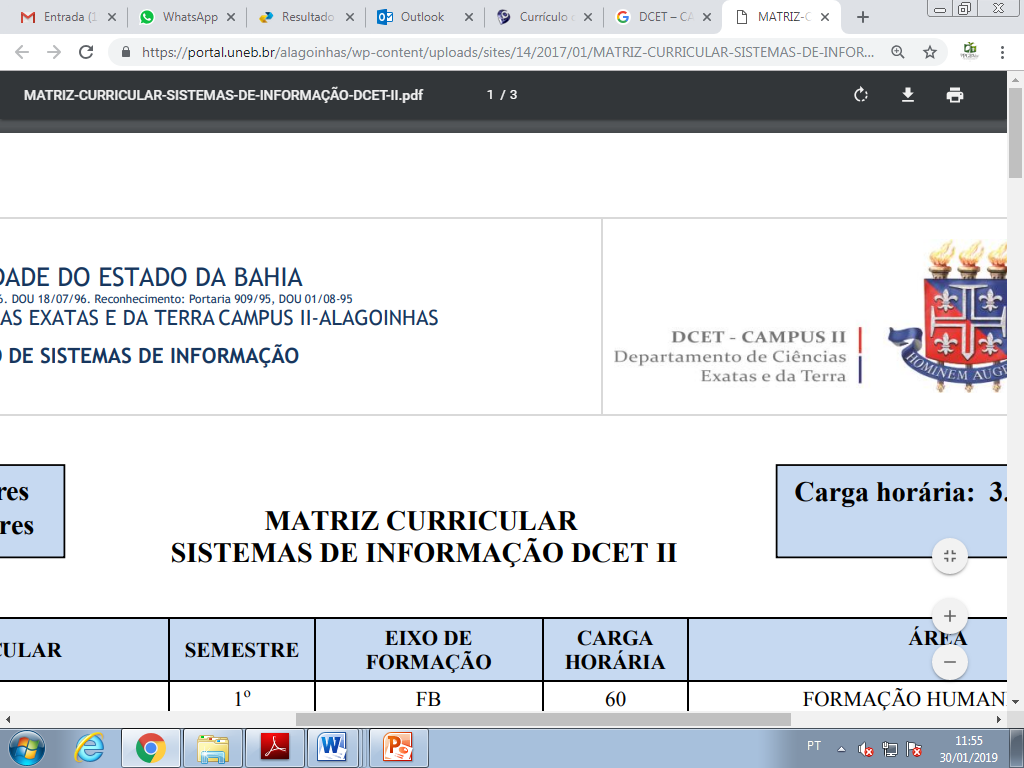 Entrada (1
WhatsApp
Resultado
Outlook
Currículo
DCET – CA
MATRIZ-C
https://portal.uneb.br/alagoinhas/wp-content/uploads/sites/14/2017/01/MATRIZ-CURRICULAR-SISTEMAS-DE-INFOR...
MATRIZ-CURRICULAR-SISTEMAS-DE-INFORMAÇÃO-DCET-II.pdf
1 / 3
DADE DO ESTADO DA BAHIA
6. DOU 18/07/96. Reconhecimento: Portaria 909/95, DOU 01/08-95
AS EXATAS E DA TERRA CAMPUS II-ALAGOINHAS
O DE SISTEMAS DE INFORMAÇÃO
DCET - CAMPUS II
Departamento de Ciências
Exatas e da Terra
HOMINEM AUGE
res
res
MATRIZ CURRICULAR
SISTEMAS DE INFORMAÇÃO DCET II
Carga horária: 3.
CULAR
SEMESTRE
EIXO DE
FORMAÇÃO
CARGA
HORÁRIA
ÁREA
1º
FB
60
FORMAÇÃO HUMAN
PT
11:55
30/01/2019